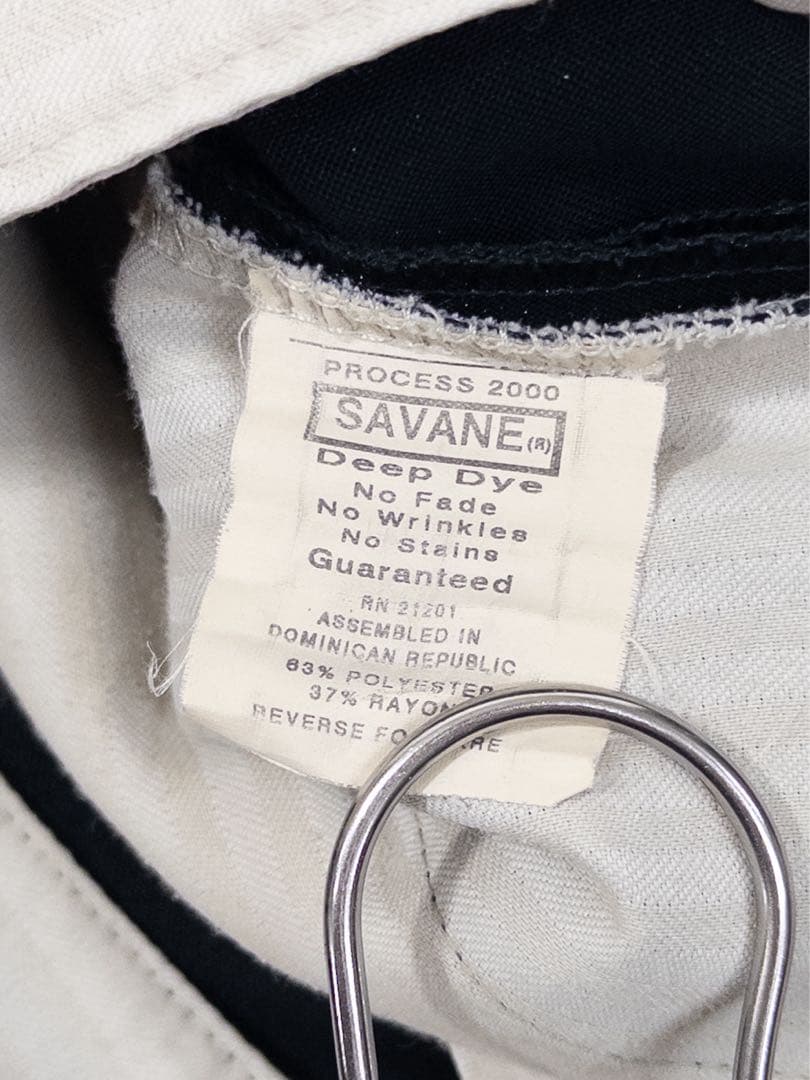 PROCESS 2000
SAVANE(R)
Deep Dye
No Fade
No Wrinkles
No Stains
Guaranteed
RN 21201
ASSEMBLED IN
DOMINICAN REPUBLIC
63% POLYESTER
37% RAYON
REVERSE